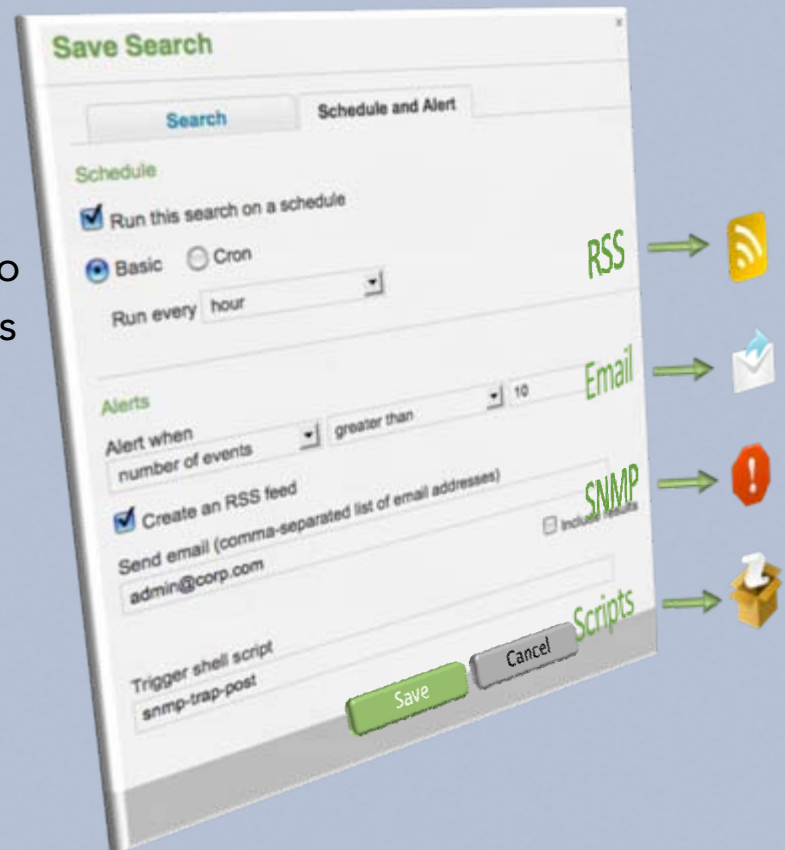 Save Search
x
Search Schedule and Alert
Schedule
Run this search on a schedule
Basic Cron
Run every hour
RSS
Alerts
Alert when
number of events greater than 10
Email
Create an RSS feed
Send email (comma-separated list of email addresses)
admin@corp.com
Include results
SNMP
Trigger shell script
snmp-trap-post
Scripts
Save Cancel
o
s